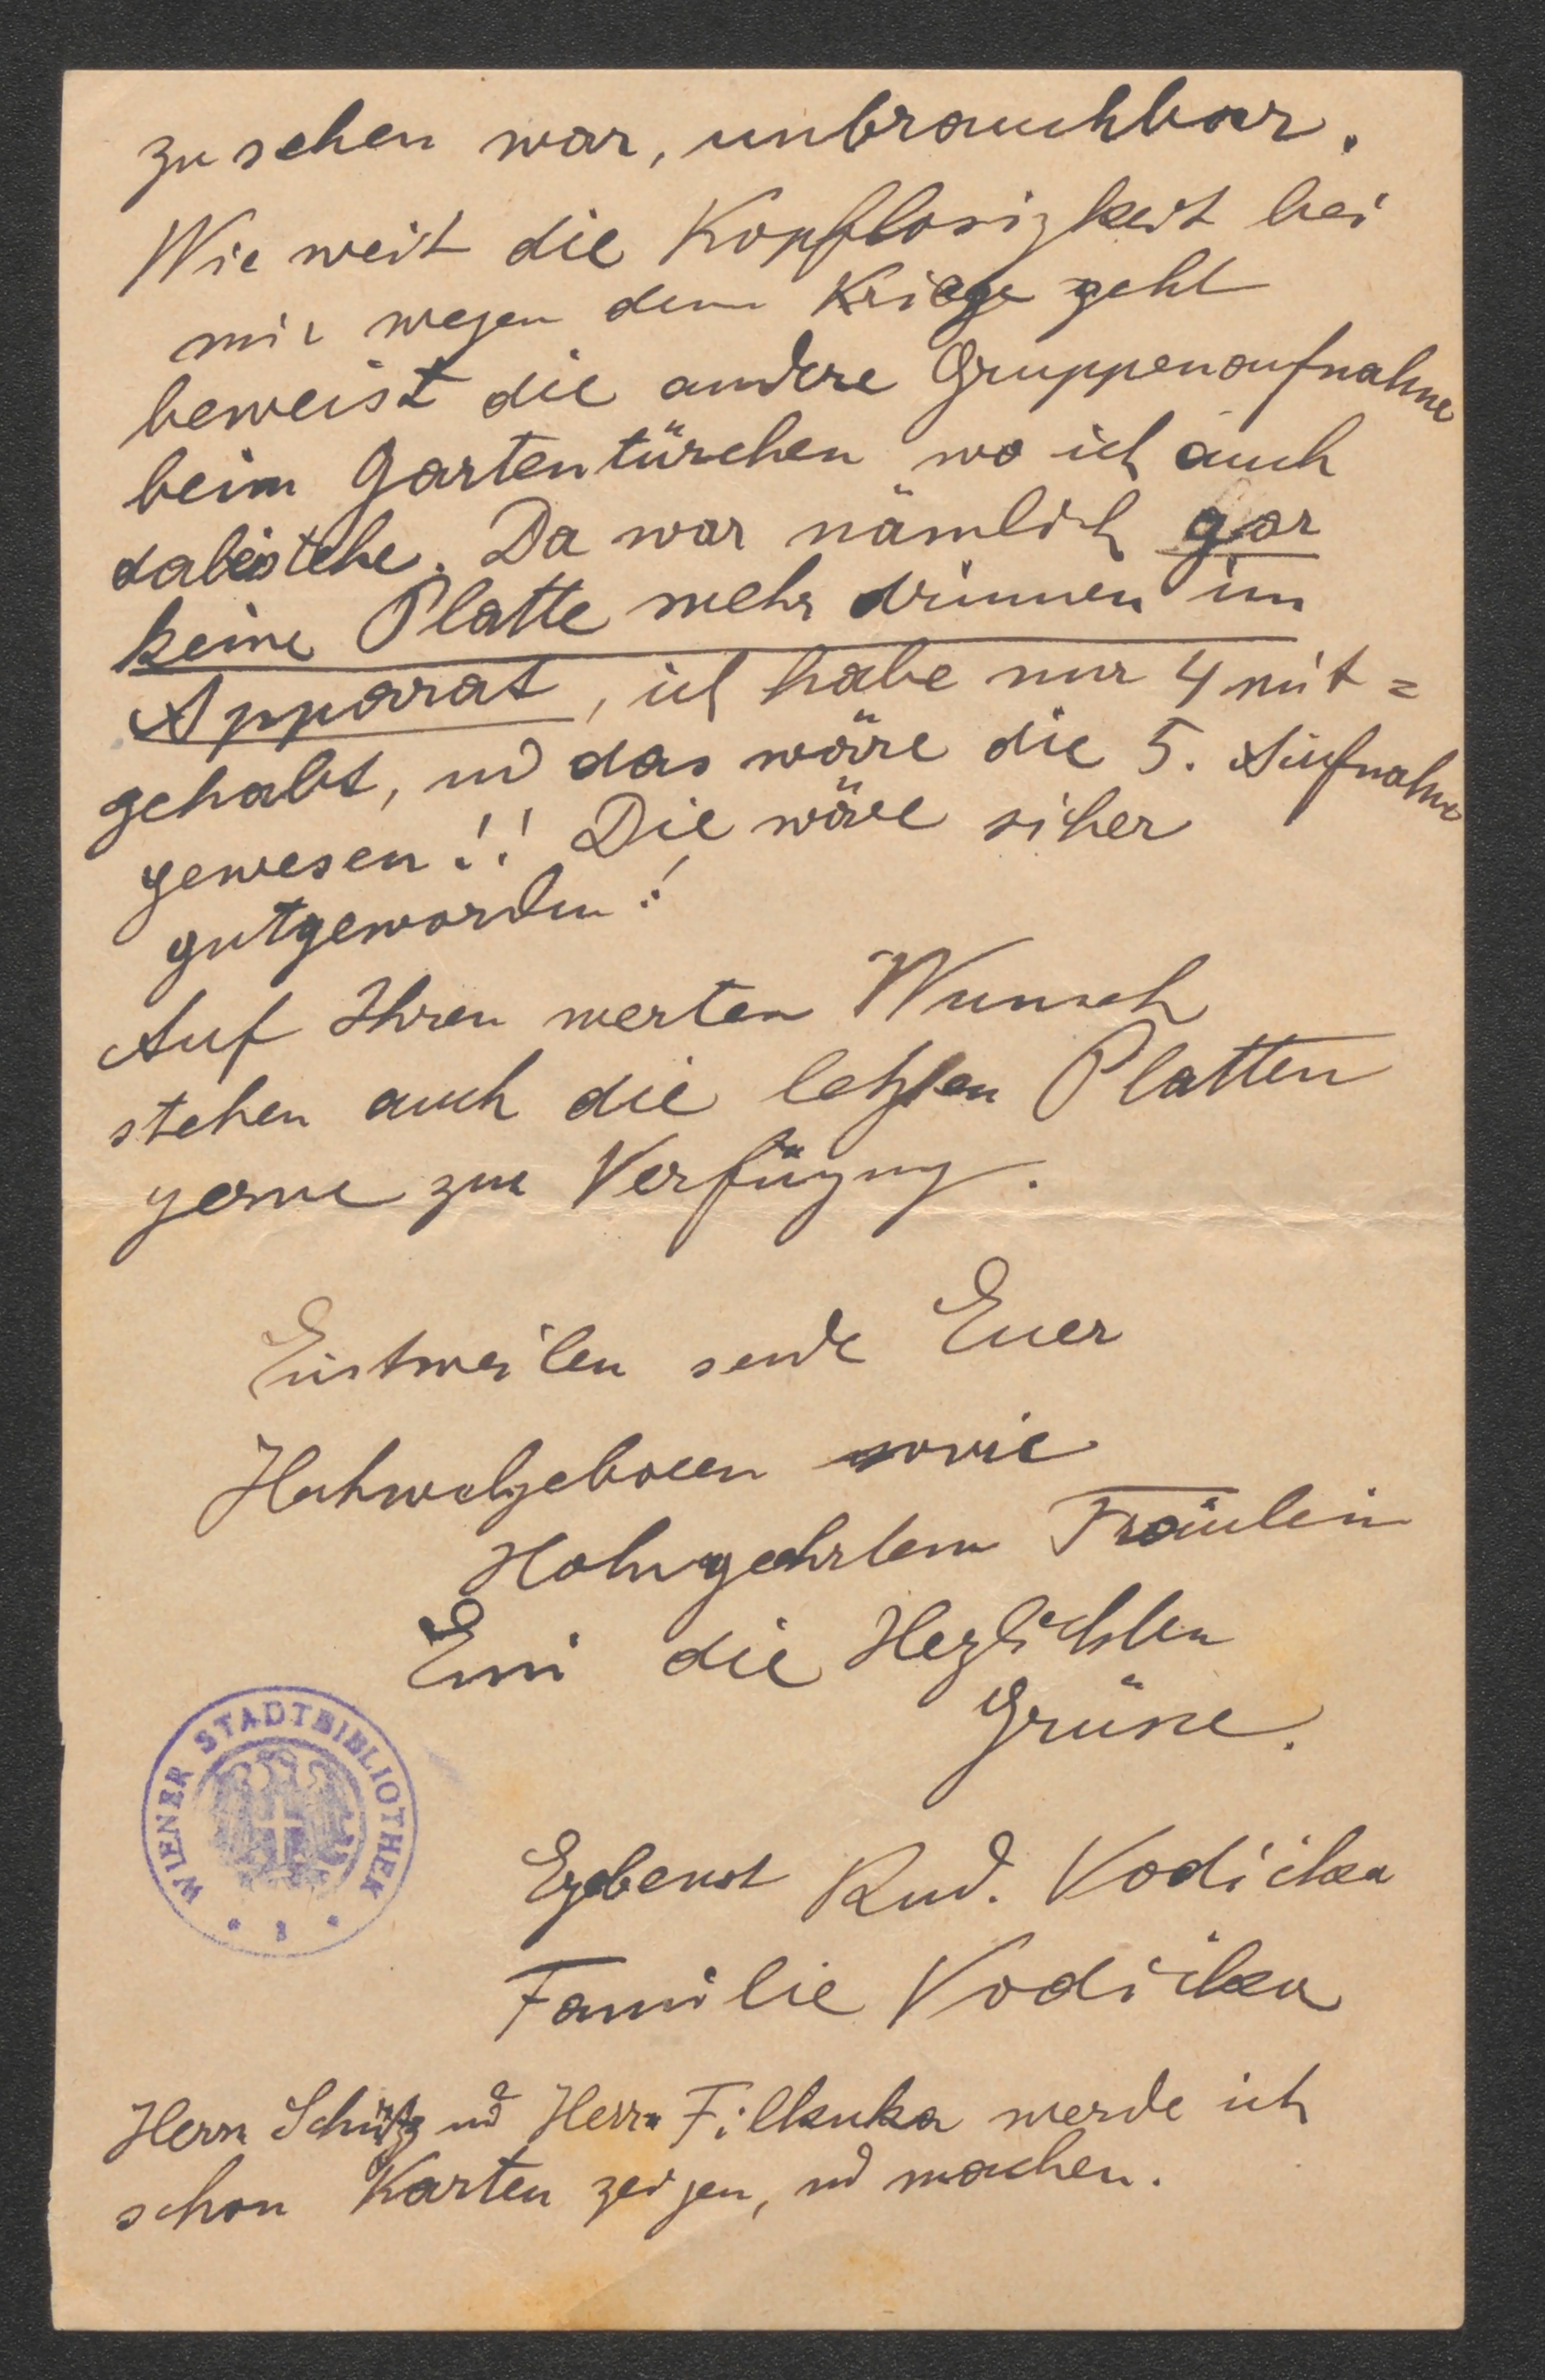 zu sehen war, unbrauchbar.
Wie weit die Kopflosigkeit bei
mir wegen dem Kriege geht
beweist die andere Gruppenaufnahme
beim Gartentürchen wo ich auch
dabeistehe. Da war nämlich gar
keine Platte mehr drinnen im
Apparat, ich habe nur 4 mit=
gehabt, und das wäre die 5. Aufnahme
gewesen!! Die wäre sicher
gutgeworden!
Auf Ihren werten Wunsch
stehen auch die letzten Platten
gerne zur Verfügung.
Einstweilen sende Euer
Hochwolgeboren sowie
Hohvgeehrtem Fräulein
Emi die Herzlichsten
Grüsse.
Ergebenst Rud. Vodicka
Familie Vodicka
Herrn Schütz und Herrn Filkuka werde ich
schon Karten zeigen, und machen.
WIENER STADTBIBLIOTHEK